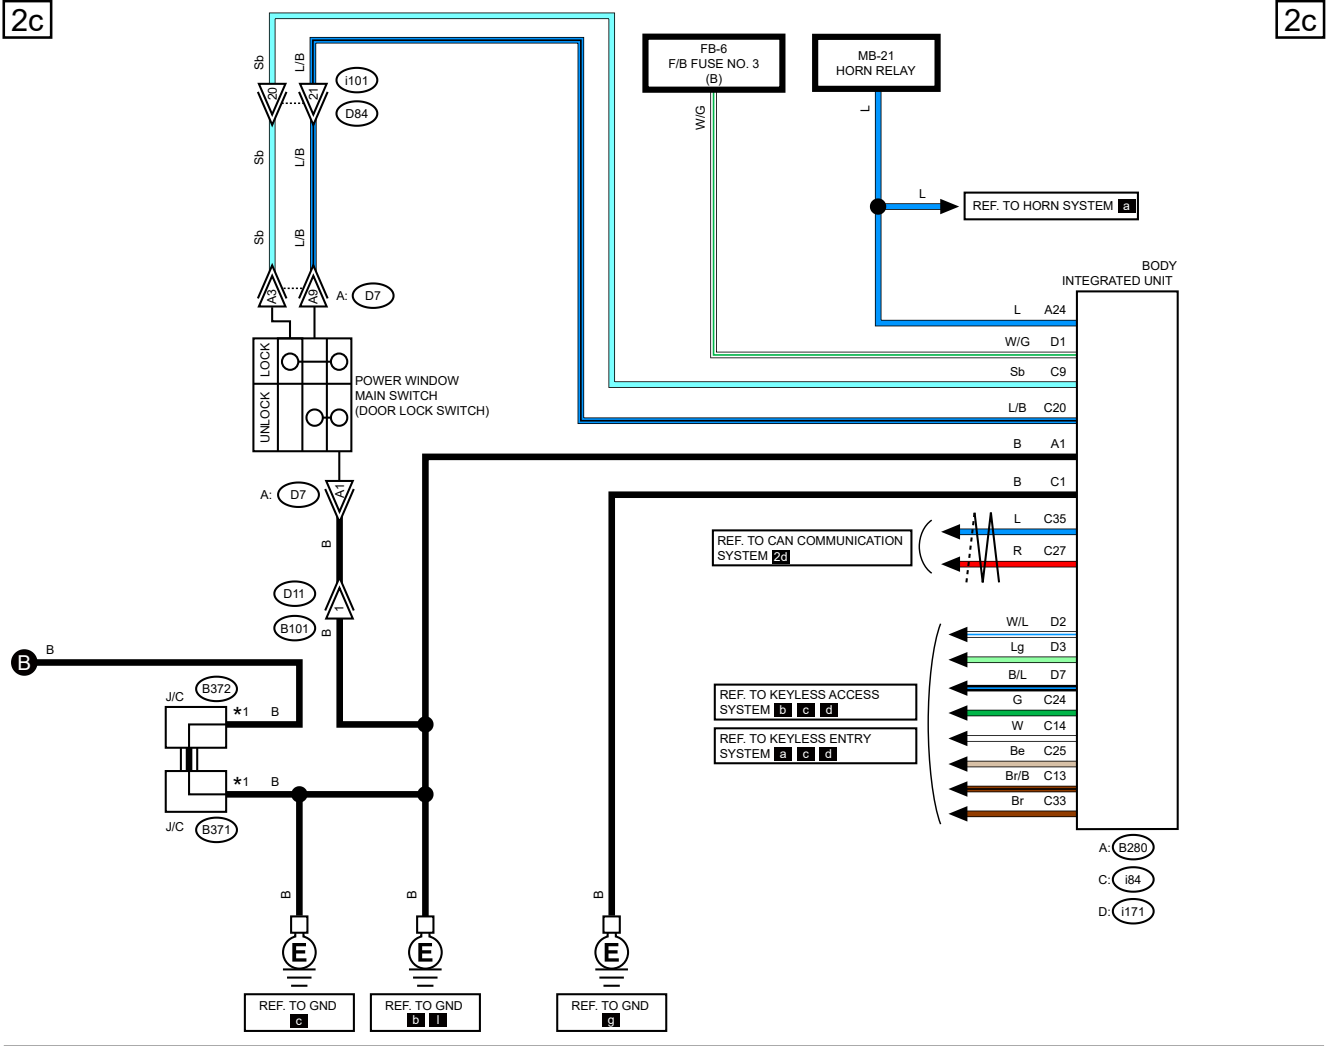 2c
2c
FB-6
F/B FUSE NO. 3
(B)
MB-21
HORN RELAY
Sb
L/B
20
21
i101
D84
W/G
L
Sb
L/B
L
REF. TO HORN SYSTEM a
Sb
L/B
A3
A9
A: D7
BODY
INTEGRATED UNIT
L A24
W/G D1
Sb C9
L/B C20
B A1
B C1
L C35
R C27
LOCK
UNLOCK
POWER WINDOW
MAIN SWITCH
(DOOR LOCK SWITCH)
A: D7
A1
B
D11
1
B101
B
REF. TO CAN COMMUNICATION
SYSTEM 2d
W/L D2
Lg D3
B/L D7
G C24
W C14
Be C25
Br/B C13
Br C33
REF. TO KEYLESS ACCESS
SYSTEM b c d
REF. TO KEYLESS ENTRY
SYSTEM a c d
B
B
J/C
B372
*1 B
*1 B
J/C
B371
A: B280
C: i84
D: i171
B
B
B
E
E
E
REF. TO GND
c
REF. TO GND
b l
REF. TO GND
g